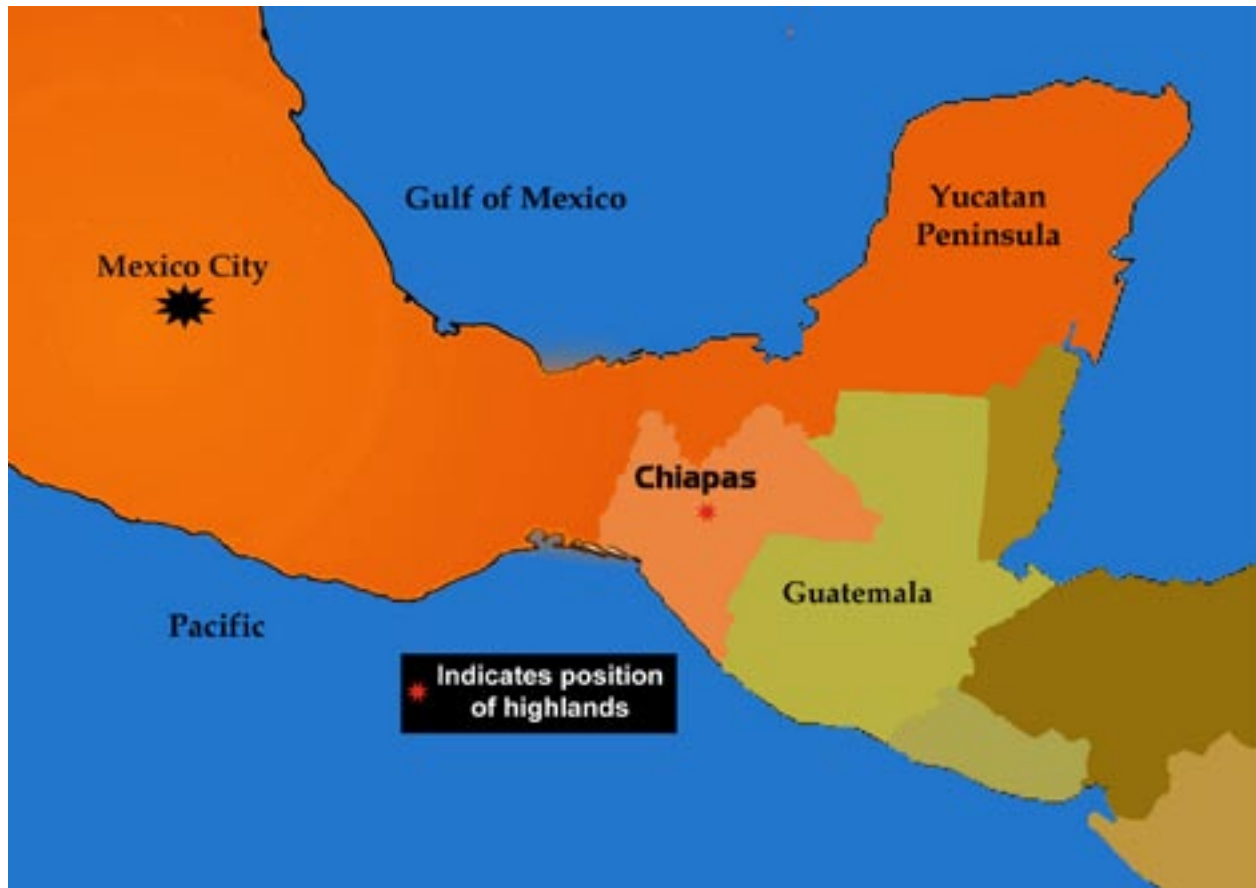 Gulf of Mexico
Yucatan
Peninsula
Mexico City
Chiapas
Guatemala
Pacific
Indicates position
of highlands